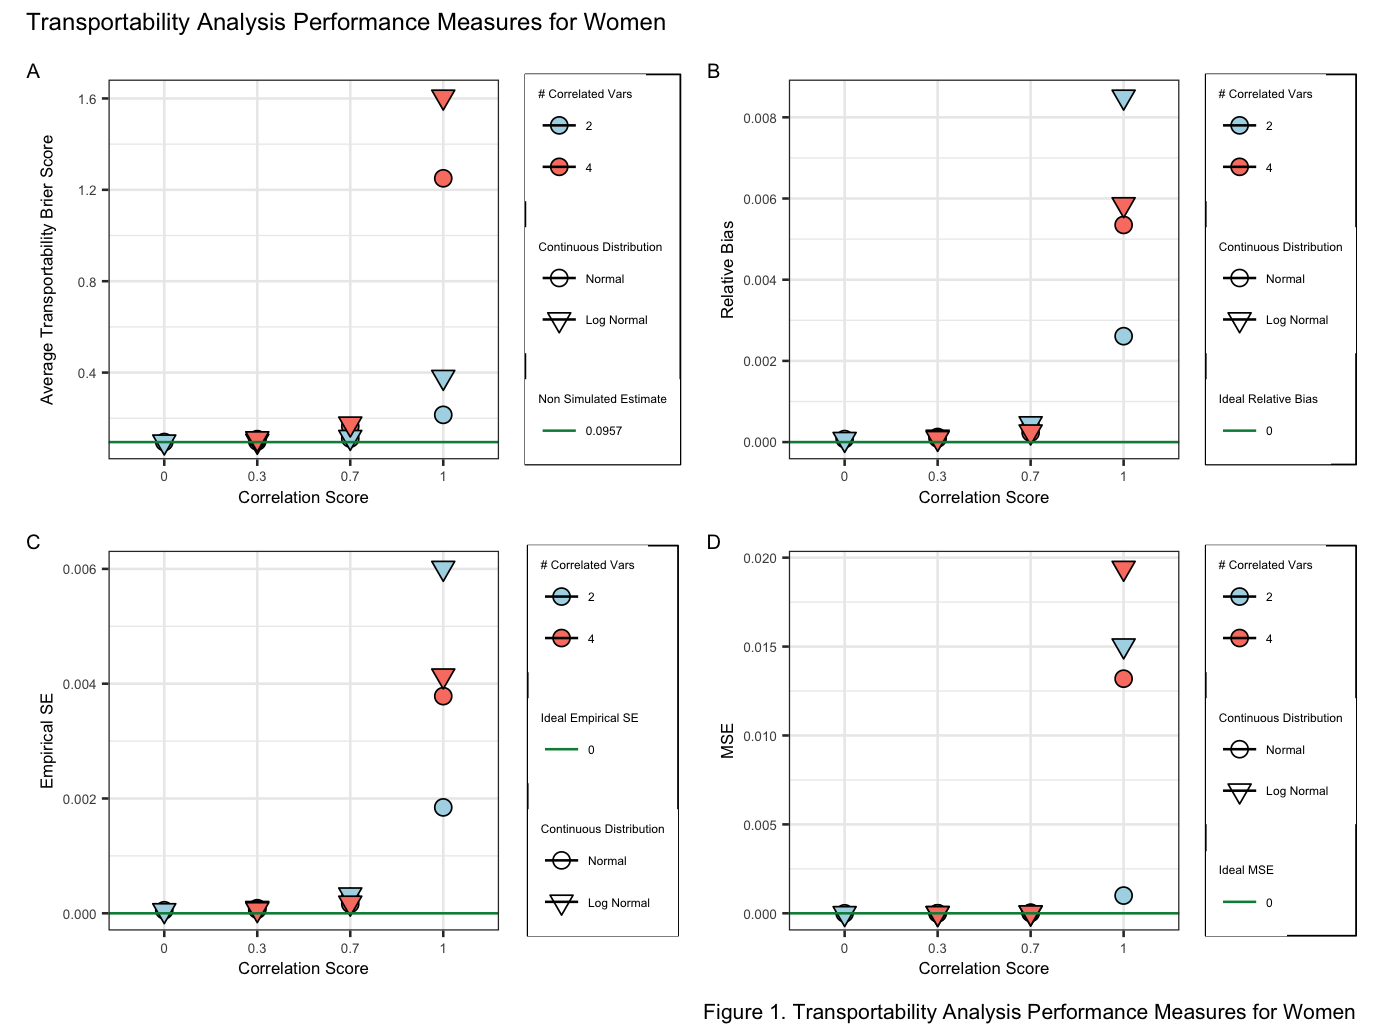 Transportability Analysis Performance Measures for Women
A
Average Transportability Brier Score
1.6
1.2
0.8
0.4
0
0.3
0.7
1
Correlation Score
# Correlated Vars
2
4
Continuous Distribution
Normal
Log Normal
Non Simulated Estimate
0.0957
B
Relative Bias
0.008
0.006
0.004
0.002
0.000
0
0.3
0.7
1
Correlation Score
# Correlated Vars
2
4
Continuous Distribution
Normal
Log Normal
Ideal Relative Bias
0
C
Empirical SE
0.006
0.004
0.002
0.000
0
0.3
0.7
1
Correlation Score
# Correlated Vars
2
4
Ideal Empirical SE
0
Continuous Distribution
Normal
Log Normal
D
MSE
0.020
0.015
0.010
0.005
0.000
0
0.3
0.7
1
Correlation Score
# Correlated Vars
2
4
Continuous Distribution
Normal
Log Normal
Ideal MSE
0
Figure 1. Transportability Analysis Performance Measures for Women